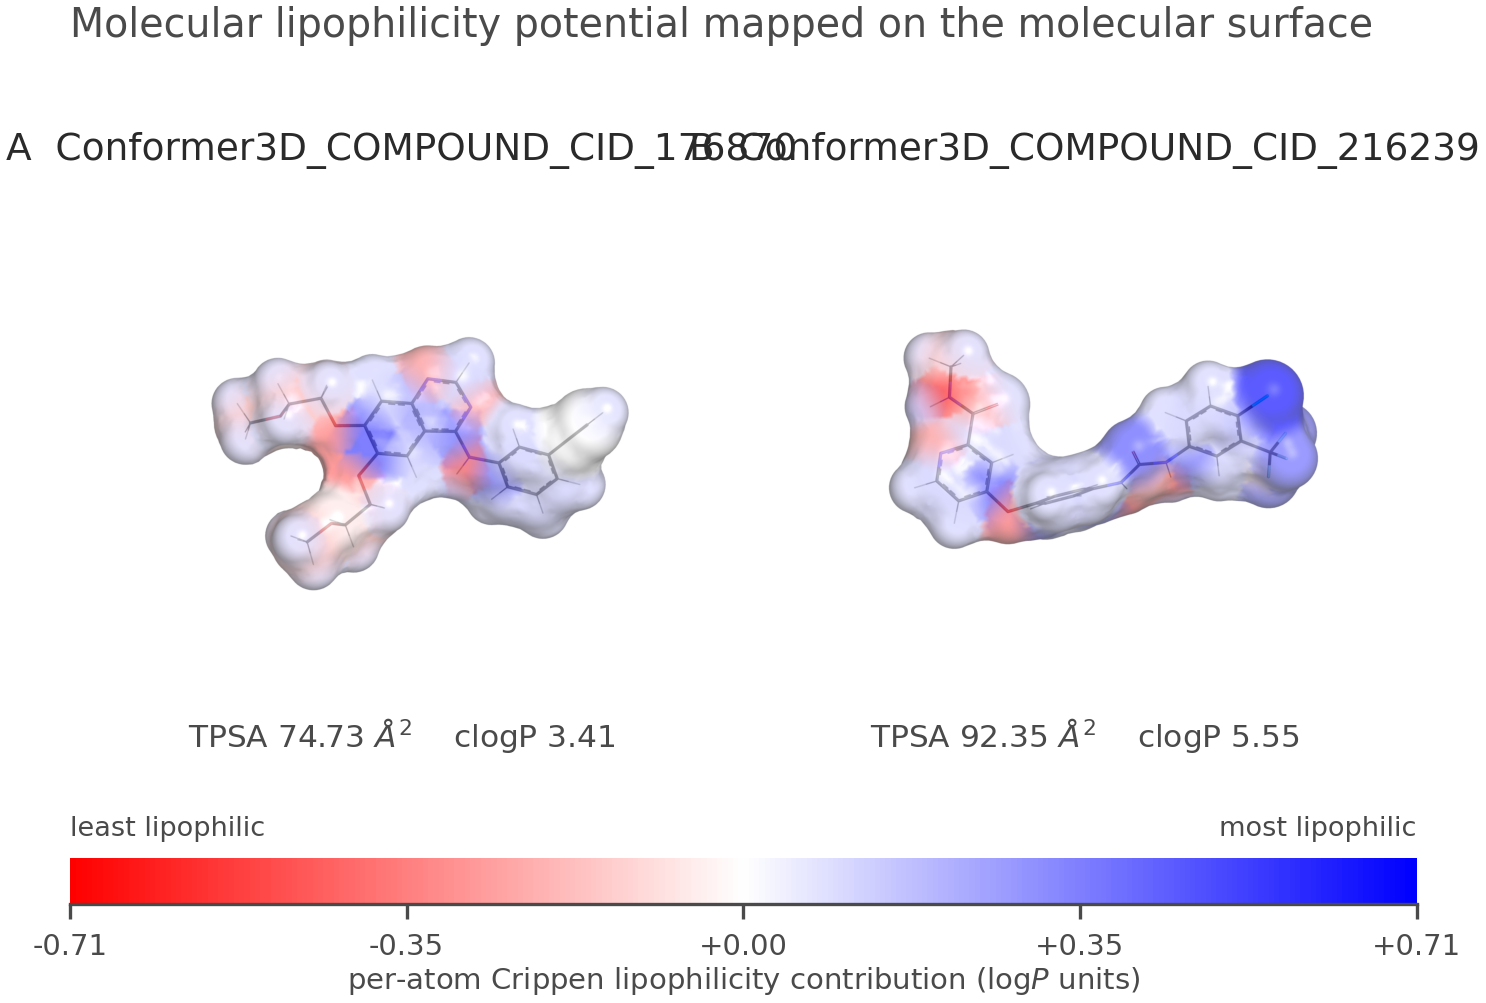 Molecular lipophilicity potential mapped on the molecular surface
A Conformer3D_COMPOUND_CID_176870
B Conformer3D_COMPOUND_CID_216239
TPSA 74.73 Å² clogP 3.41
TPSA 92.35 Å² clogP 5.55
least lipophilic
most lipophilic
-0.71 -0.35 +0.00 +0.35 +0.71
per-atom Crippen lipophilicity contribution (logP units)